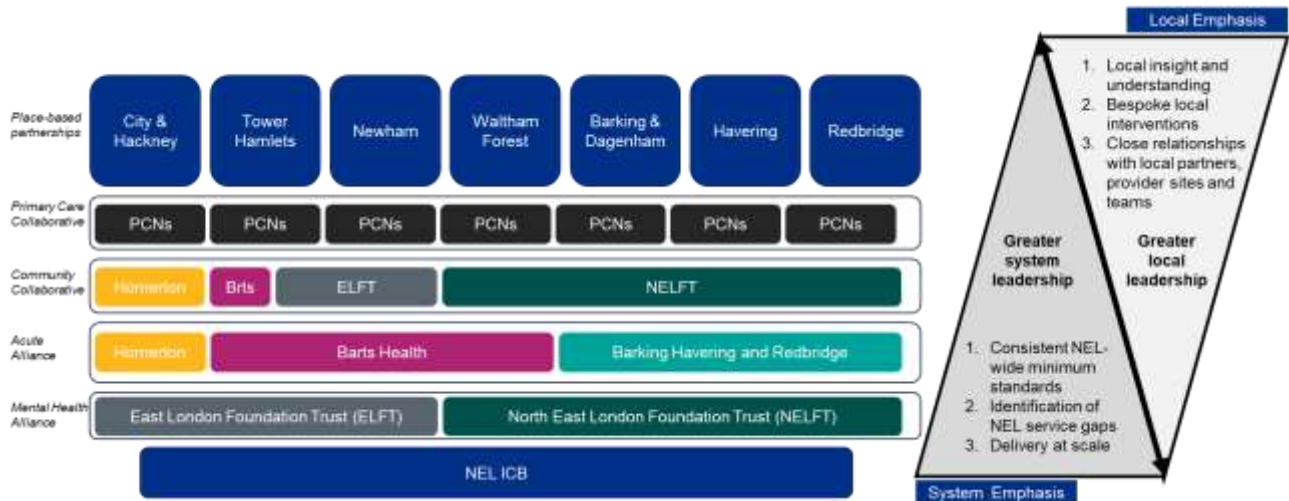 Local Emphasis
Place-based
partnerships
City &
Hackney
Tower
Hamlets
Newham
Waltham
Forest
Barking &
Dagenham
Havering
Redbridge
Primary Care
Collaborative
PCNs
PCNs
PCNs
PCNs
PCNs
PCNs
PCNs
Community
Collaborative
Homerton
Brts
ELFT
NELFT
Acute
Alliance
Homerton
Barts Health
Barking Havering and Redbridge
Mental Health
Alliance
East London Foundation Trust (ELFT)
North East London Foundation Trust (NELFT)
NEL ICB
1. Local insight and
understanding
2. Bespoke local
interventions
3. Close relationships
with local partners,
provider sites and
teams
Greater
system
leadership
Greater
local
leadership
1. Consistent NEL-
wide minimum
standards
2. Identification of
NEL service gaps
3. Delivery at scale
System Emphasis